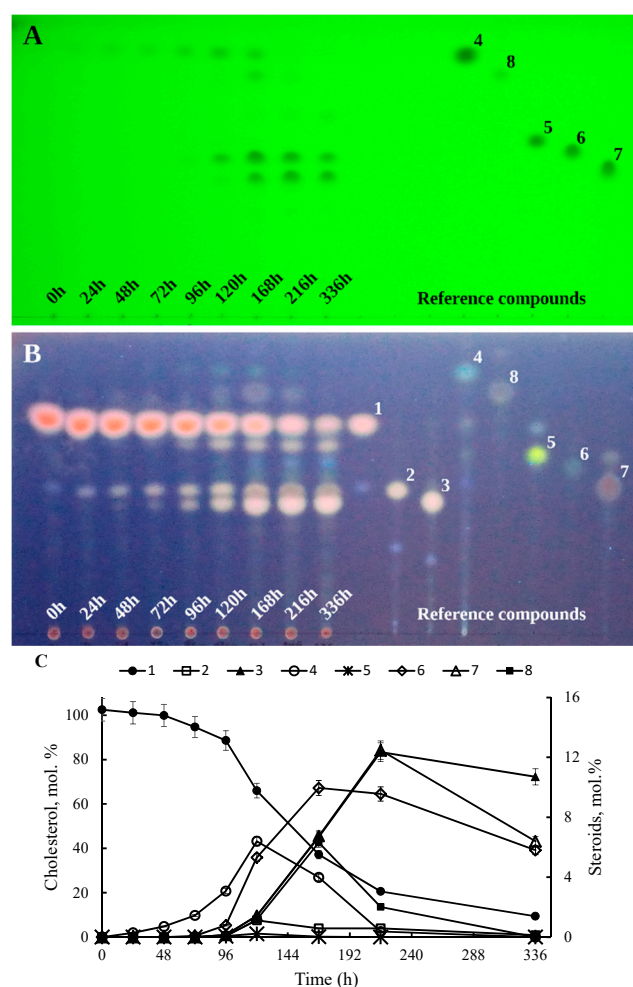 A
4
8
5
6
7
0h 24h 48h 72h 96h 120h 168h 216h 336h
Reference compounds
B
4
8
1
5
6
2
3
7
0h 24h 48h 72h 96h 120h 168h 216h 336h
Reference compounds
C
1 2 3 4 5 6 7 8
Cholesterol, mol. %
100
80
60
40
20
0
16
12
8
4
0
Steroids, mol.%
0 48 96 144 192 240 288 336
Time (h)